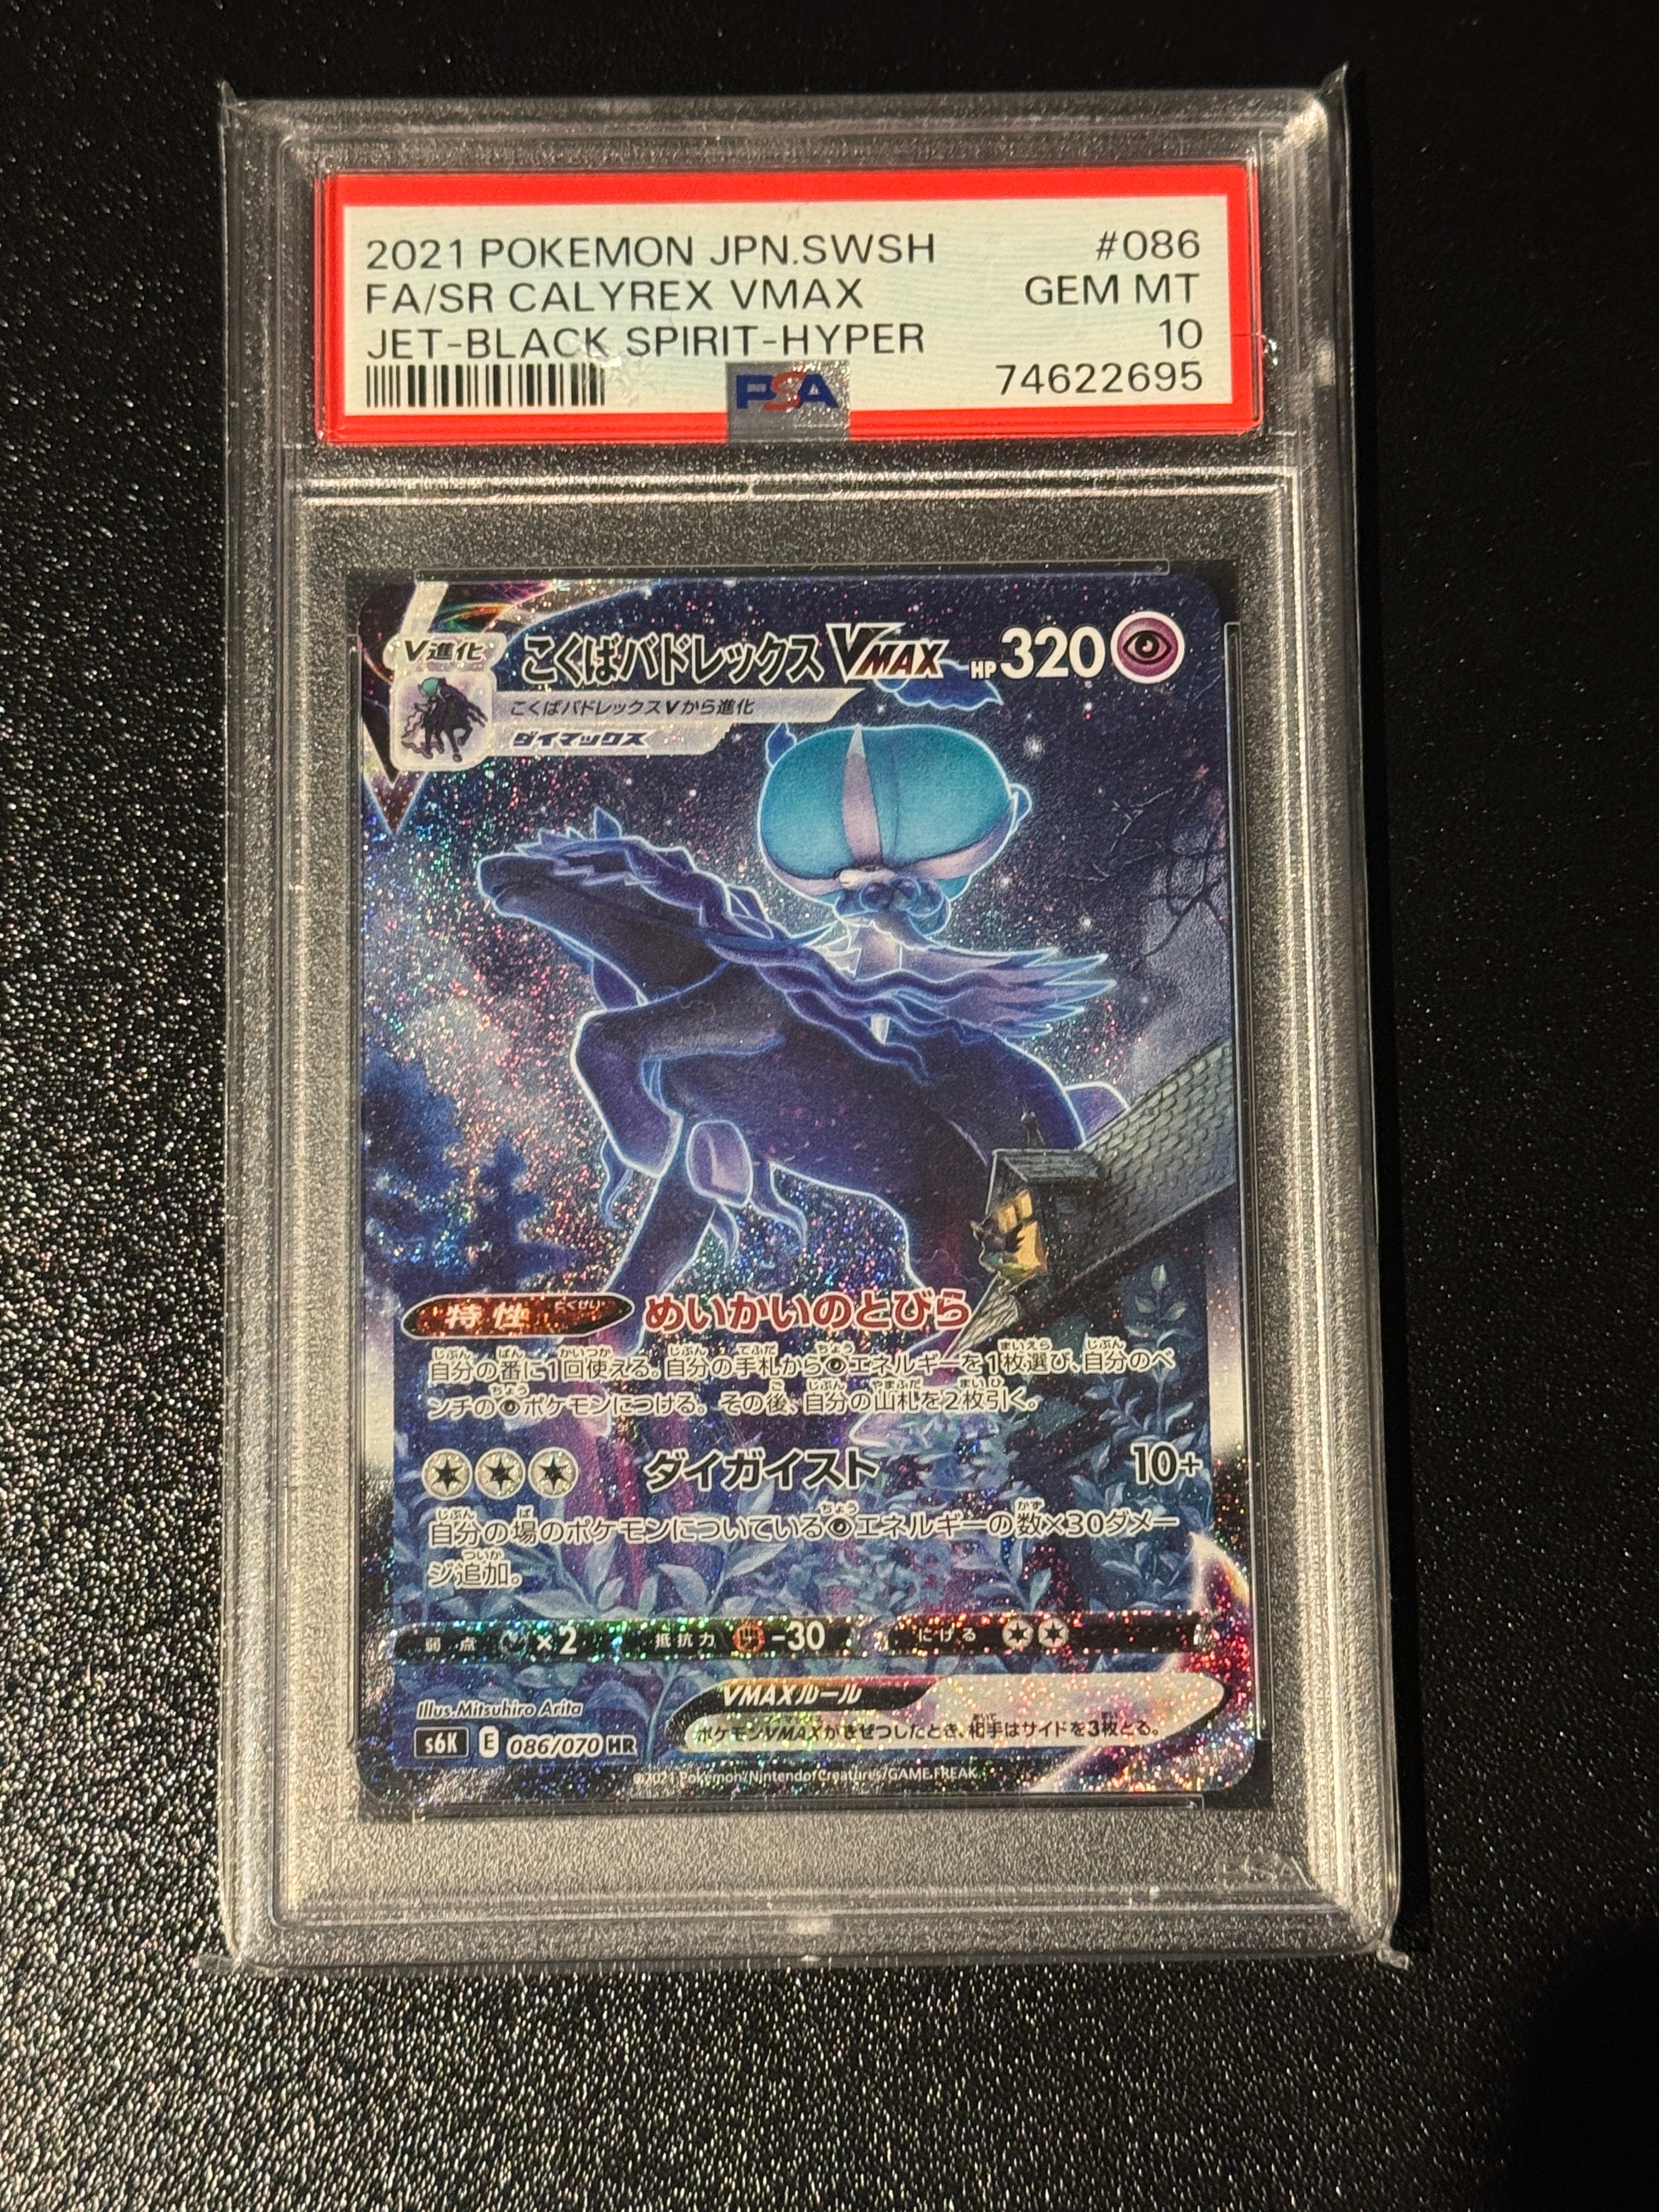 2021 POKEMON JPN.SWSH #086
FA/SR CALYREX VMAX GEM MT
JET-BLACK SPIRIT-HYPER 10
74622695
PSA
V進化
こくばバドレックスVMAX HP320
こくばバドレックスVから進化
ダイマックス
特性 とくせい めいかいのとびら
自分の番に1回使える。自分の手札からエネルギーを1枚選び、自分のベ
ンチのポケモンにつける。その後、自分の山札を2枚引く。
ダイガイスト 10+
自分の場のポケモンについているエネルギーの数×30ダメー
ジ追加。
弱点 ×2 抵抗力 -30 にげる
Illus.Mitsuhiro Arita
VMAXルール
ポケモンVMAXがきぜつしたとき、相手はサイドを3枚とる。
s6K E 086/070 HR
©2021 Pokémon/Nintendo/Creatures/GAME FREAK.